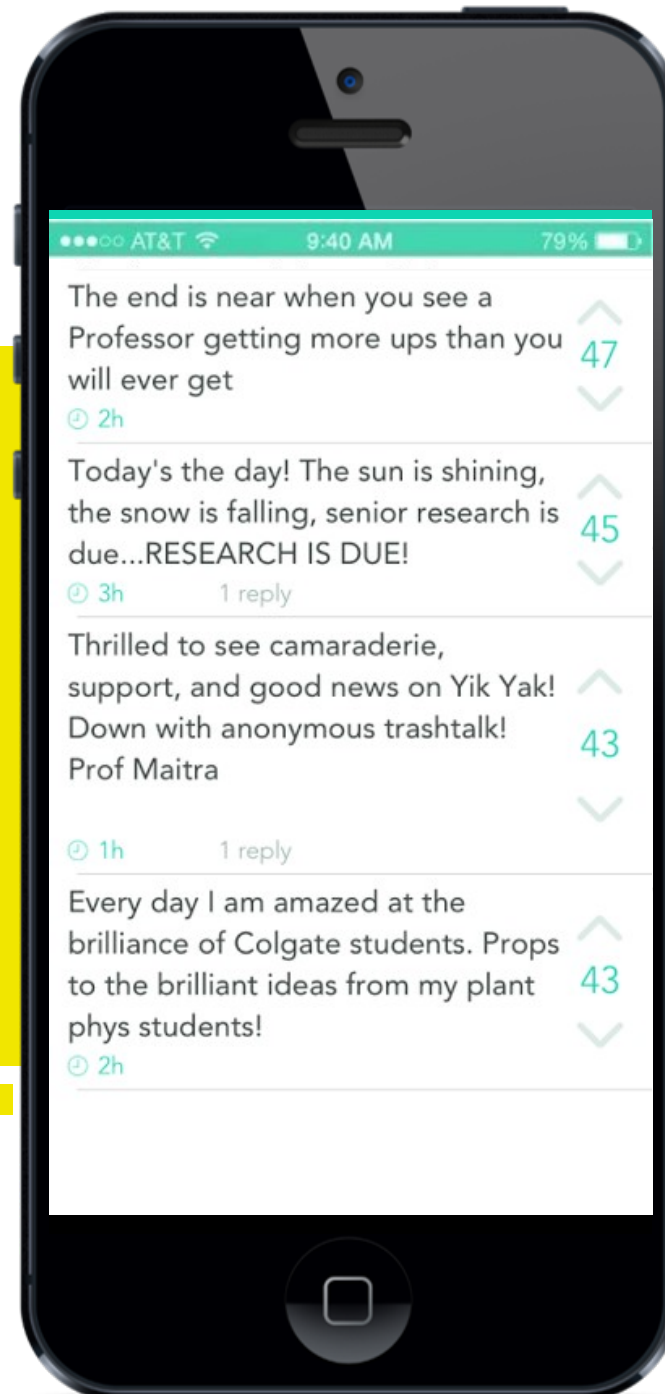 AT&T 9:40 AM 79%
The end is near when you see a
Professor getting more ups than you
will ever get
47
2h
Today's the day! The sun is shining,
the snow is falling, senior research is
due...RESEARCH IS DUE!
45
3h 1 reply
Thrilled to see camaraderie,
support, and good news on Yik Yak!
Down with anonymous trashtalk!
Prof Maitra
43
1h 1 reply
Every day I am amazed at the
brilliance of Colgate students. Props
to the brilliant ideas from my plant
phys students!
43
2h